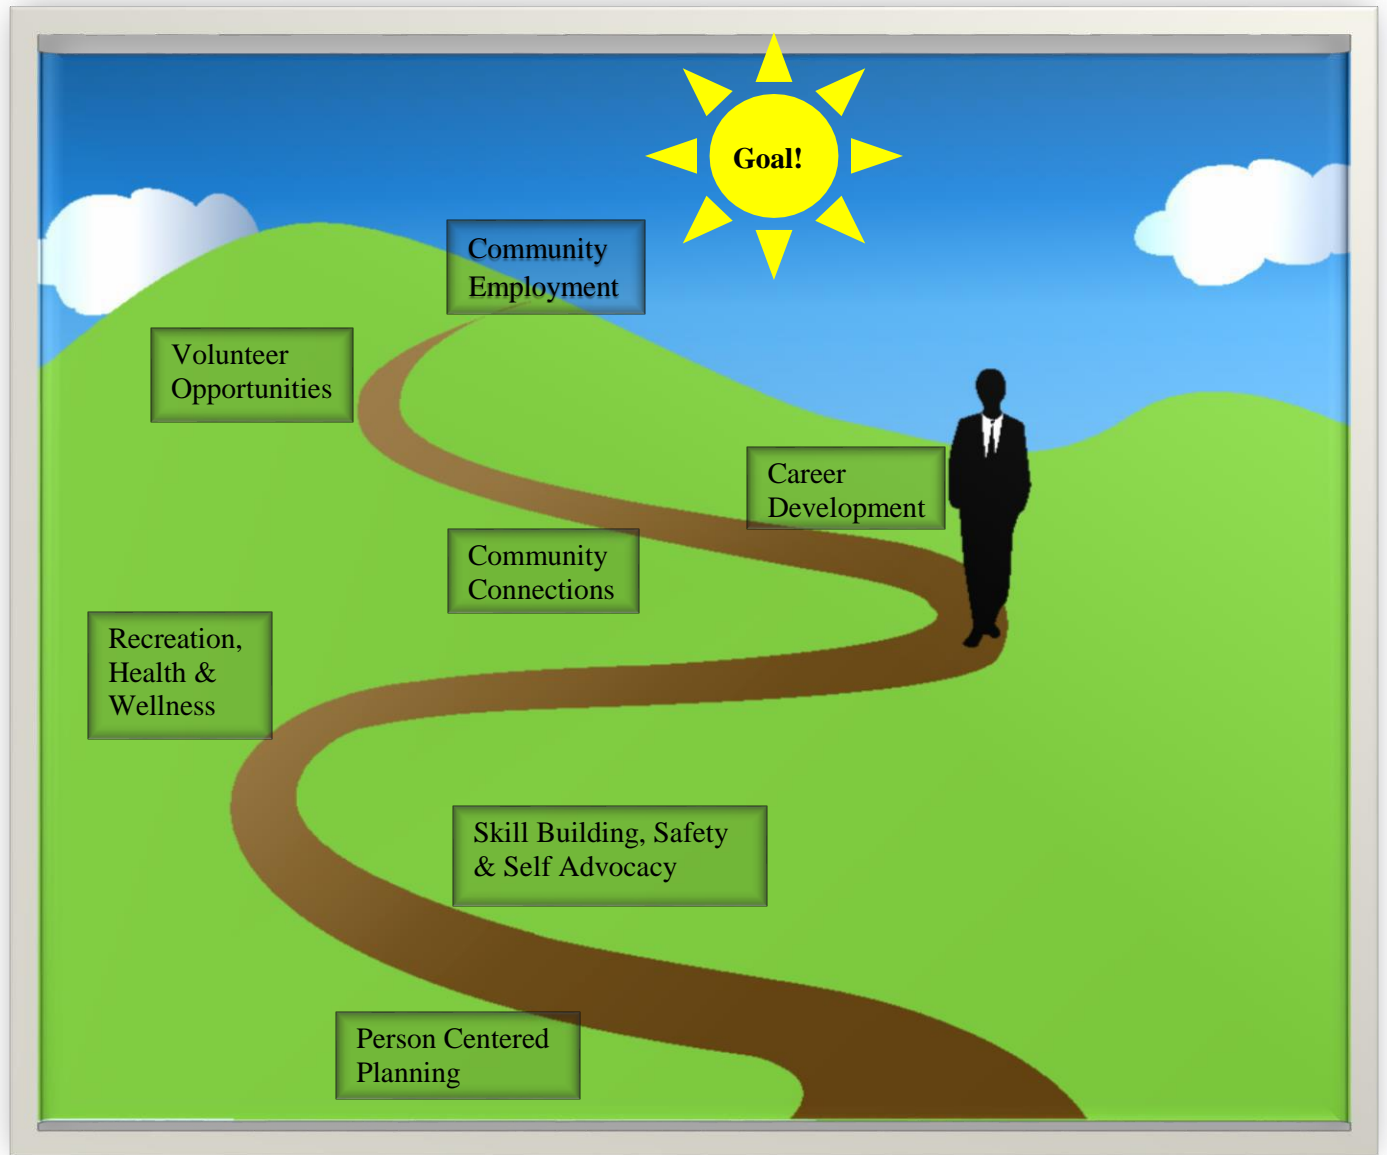 Goal!
Community
Employment
Volunteer
Opportunities
Career
Development
Community
Connections
Recreation,
Health &
Wellness
Skill Building, Safety
& Self Advocacy
Person Centered
Planning